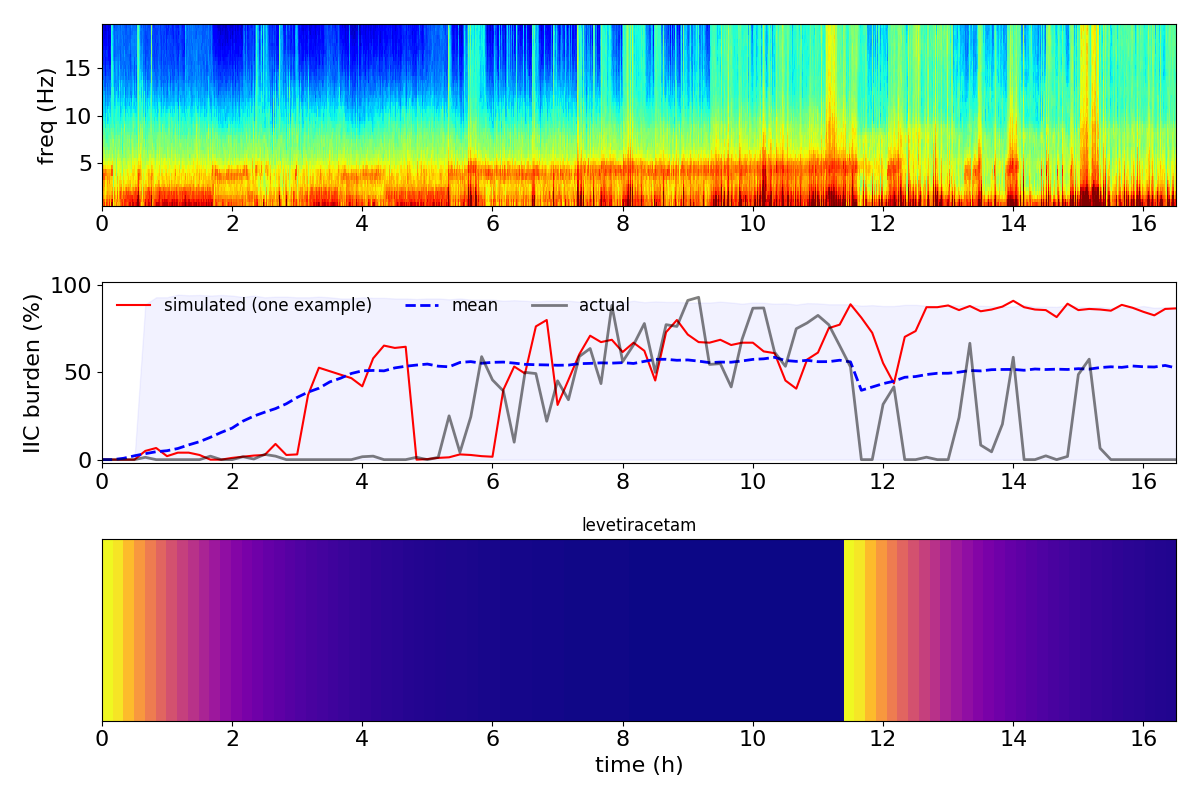 freq (Hz)
15
10
5
0 2 4 6 8 10 12 14 16
IIC burden (%)
100
50
0
simulated (one example) mean actual
0 2 4 6 8 10 12 14 16
levetiracetam
0 2 4 6 8 10 12 14 16
time (h)